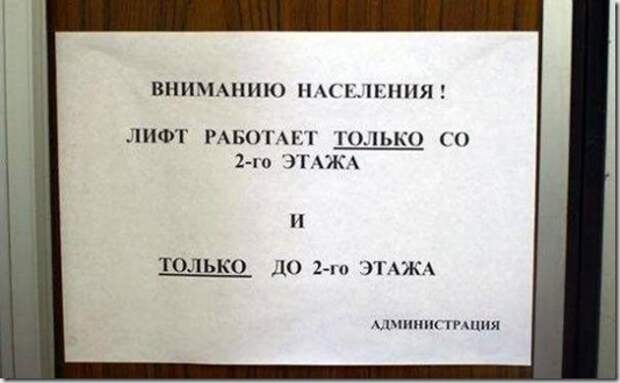 ВНИМАНИЮ НАСЕЛЕНИЯ !
ЛИФТ РАБОТАЕТ ТОЛЬКО СО
2-го ЭТАЖА
И
ТОЛЬКО ДО 2-го ЭТАЖА
АДМИНИСТРАЦИЯ